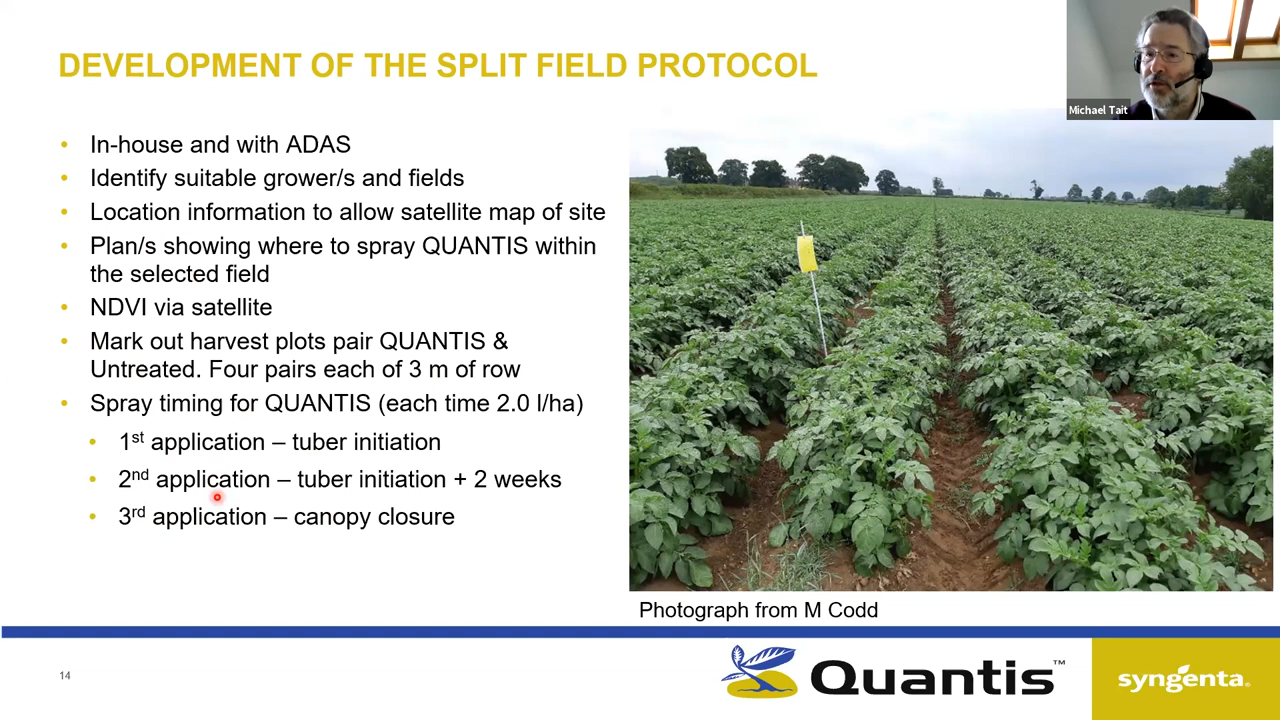 DEVELOPMENT OF THE SPLIT FIELD PROTOCOL
Michael Tait
• In-house and with ADAS
• Identify suitable grower/s and fields
• Location information to allow satellite map of site
• Plan/s showing where to spray QUANTIS within
the selected field
• NDVI via satellite
• Mark out harvest plots pair QUANTIS &
Untreated. Four pairs each of 3 m of row
• Spray timing for QUANTIS (each time 2.0 l/ha)
• 1st application – tuber initiation
• 2nd application – tuber initiation + 2 weeks
• 3rd application – canopy closure
Photograph from M Codd
14
Quantis™
syngenta®